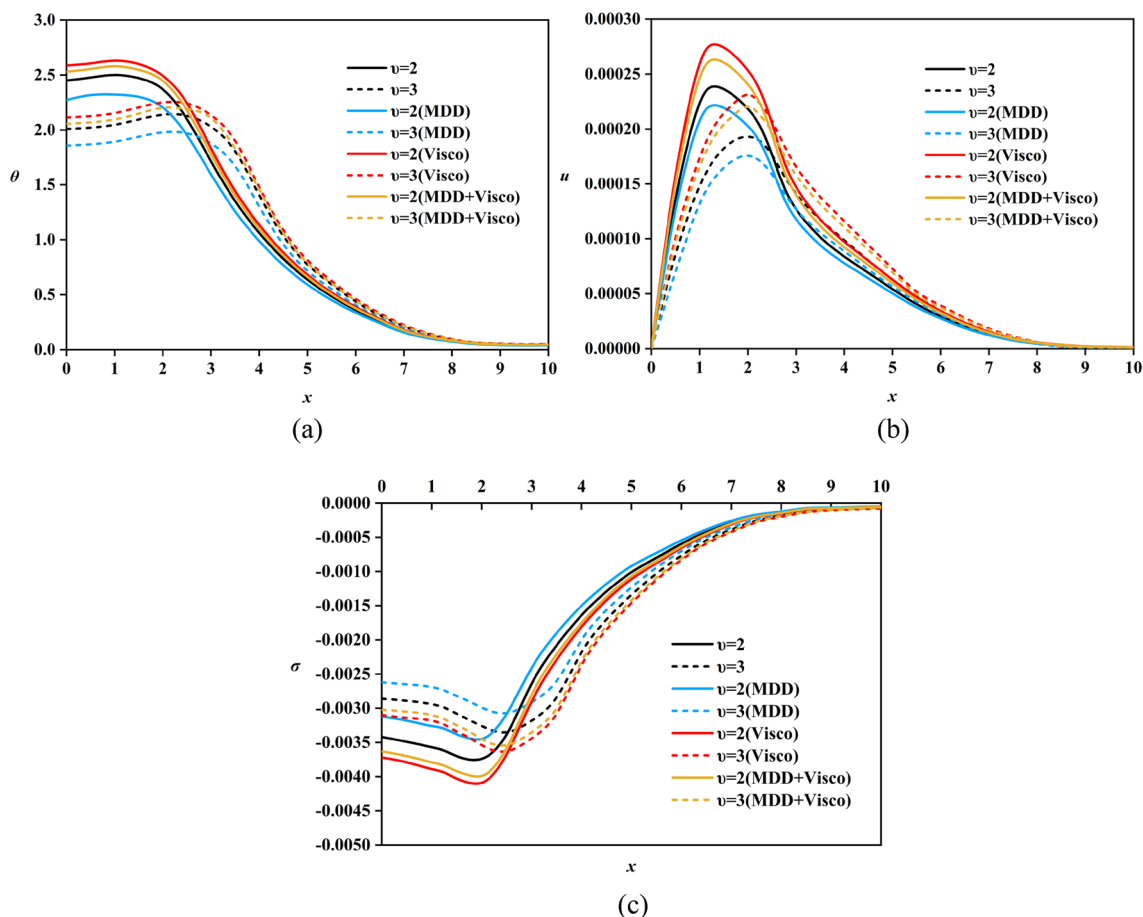 3.0
2.5
2.0
1.5
1.0
0.5
0.0
θ
0 1 2 3 4 5 6 7 8 9 10
x
υ=2
υ=3
υ=2(MDD)
υ=3(MDD)
υ=2(Visco)
υ=3(Visco)
υ=2(MDD+Visco)
υ=3(MDD+Visco)
(a)
0.00030
0.00025
0.00020
0.00015
0.00010
0.00005
0.00000
u
0 1 2 3 4 5 6 7 8 9 10
x
υ=2
υ=3
υ=2(MDD)
υ=3(MDD)
υ=2(Visco)
υ=3(Visco)
υ=2(MDD+Visco)
υ=3(MDD+Visco)
(b)
0 1 2 3 4 5 6 7 8 9 10
0.0000
-0.0005
-0.0010
-0.0015
-0.0020
-0.0025
-0.0030
-0.0035
-0.0040
-0.0045
-0.0050
σ
υ=2
υ=3
υ=2(MDD)
υ=3(MDD)
υ=2(Visco)
υ=3(Visco)
υ=2(MDD+Visco)
υ=3(MDD+Visco)
x
(c)